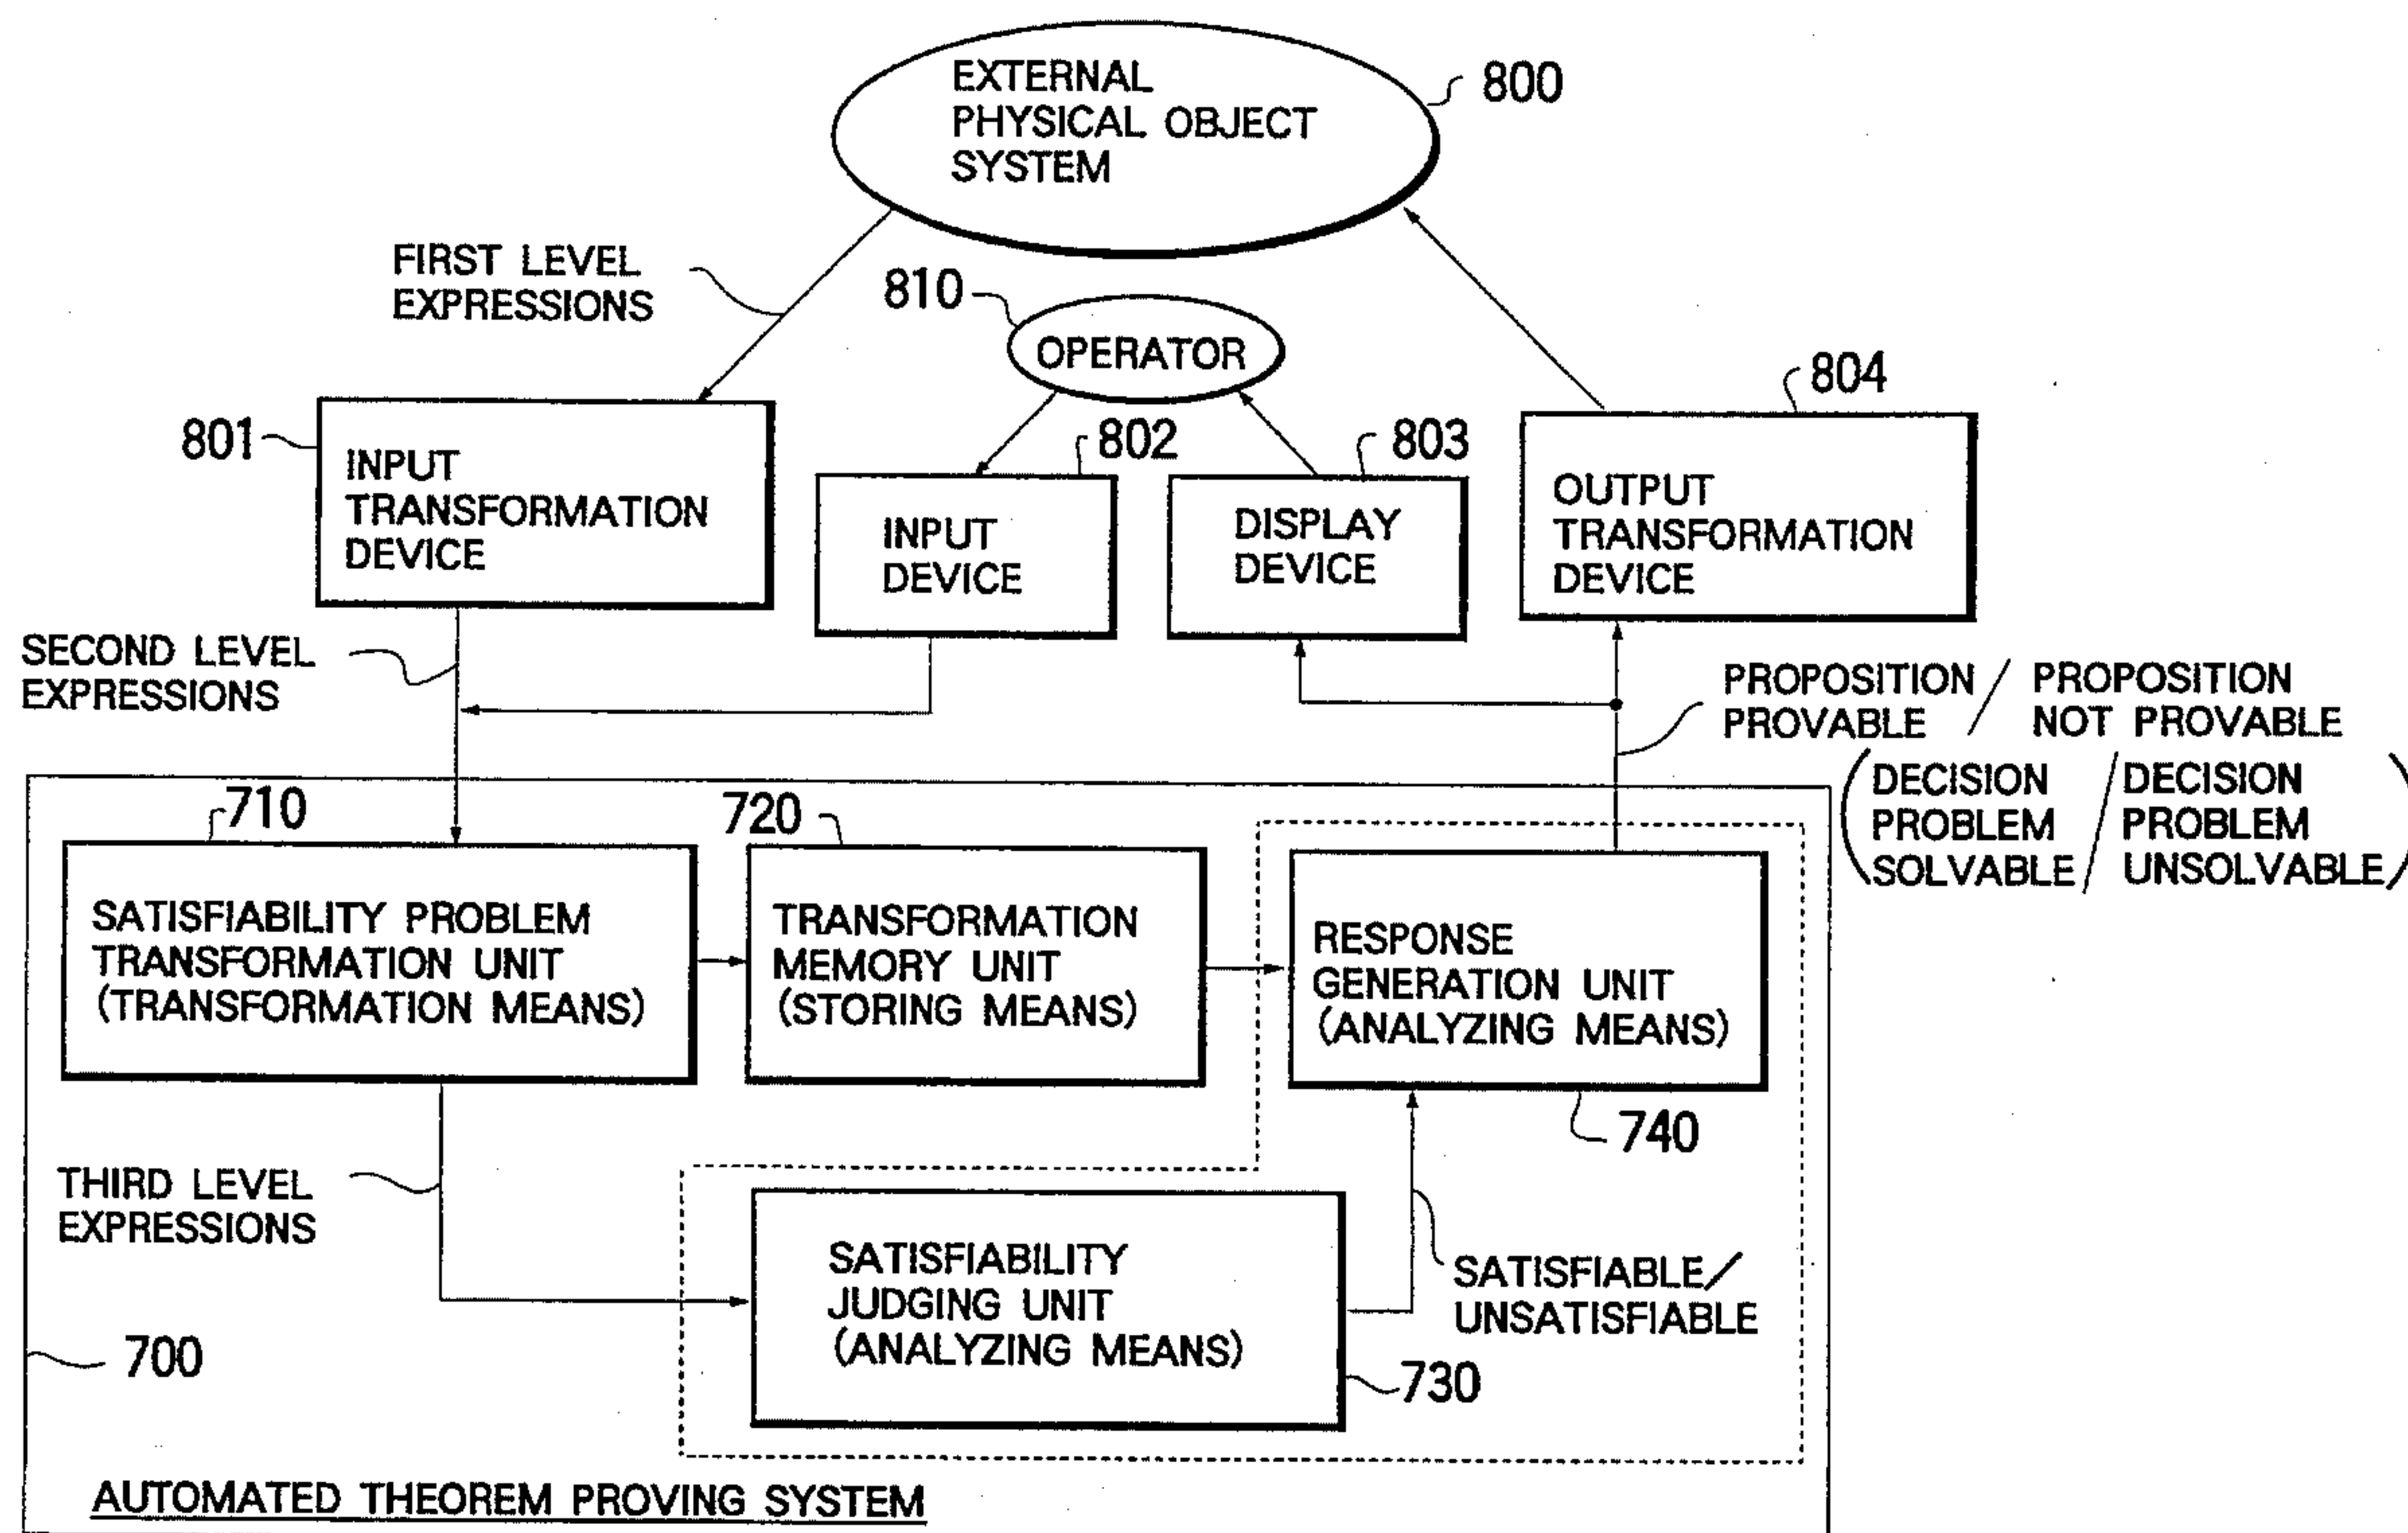 EXTERNAL
PHYSICAL OBJECT
SYSTEM
800
FIRST LEVEL
EXPRESSIONS
810
OPERATOR
801
INPUT
TRANSFORMATION
DEVICE
802
INPUT
DEVICE
803
DISPLAY
DEVICE
804
OUTPUT
TRANSFORMATION
DEVICE
SECOND LEVEL
EXPRESSIONS
PROPOSITION / PROPOSITION
PROVABLE NOT PROVABLE
(DECISION / DECISION
PROBLEM PROBLEM
SOLVABLE UNSOLVABLE)
710
SATISFIABILITY PROBLEM
TRANSFORMATION UNIT
(TRANSFORMATION MEANS)
720
TRANSFORMATION
MEMORY UNIT
(STORING MEANS)
RESPONSE
GENERATION UNIT
(ANALYZING MEANS)
740
THIRD LEVEL
EXPRESSIONS
SATISFIABILITY
JUDGING UNIT
(ANALYZING MEANS)
730
SATISFIABLE/
UNSATISFIABLE
700
AUTOMATED THEOREM PROVING SYSTEM